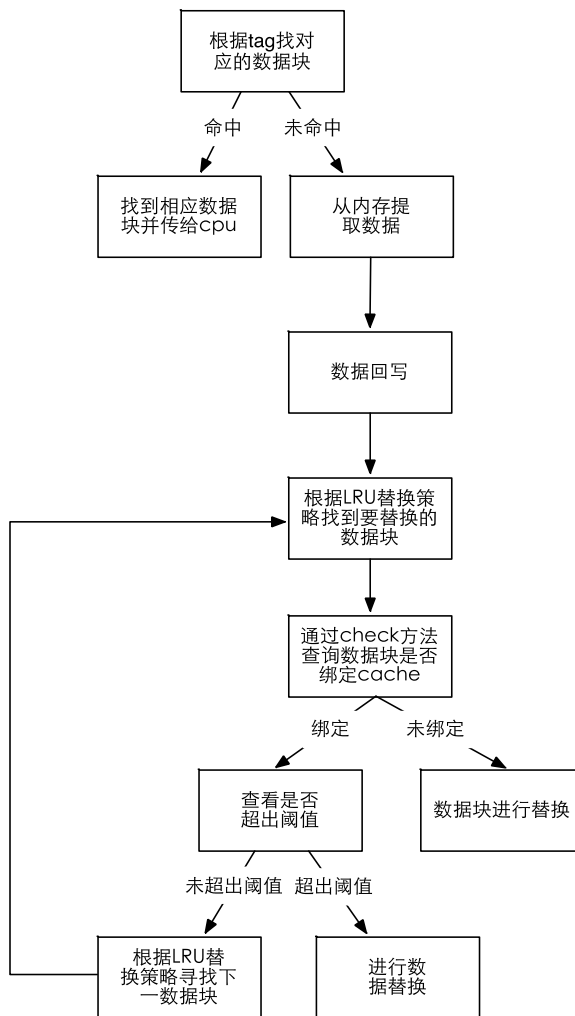 根据tag找对
应的数据块
命中
未命中
找到相应数据
块并传给cpu
从内存提
取数据
数据回写
根据LRU替换策
略找到要替换的
数据块
通过check方法
查询数据块是否
绑定cache
绑定
未绑定
查看是否
超出阈值
数据块进行替换
未超出阈值
超出阈值
根据LRU替
换策略寻找下
一数据块
进行数
据替换